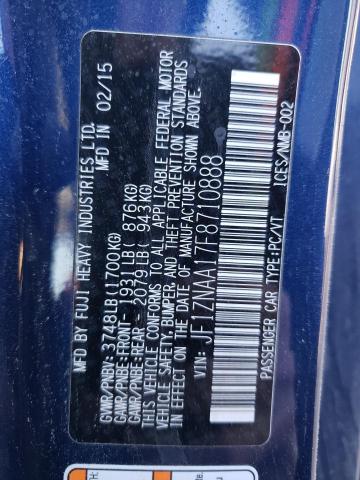 MFD BY FUJI HEAVY INDUSTRIES LTD.
MFD IN 02/15
GVWR/PNBV: 3748LB(1700KG)
GAWR/PNBE:FRONT- 1931LB( 876KG)
GAWR/PNBE:REAR - 2079LB( 943KG)
THIS VEHICLE CONFORMS TO ALL APPLICABLE FEDERAL MOTOR
VEHICLE SAFETY, BUMPER, AND THEFT PREVENTION STANDARDS
IN EFFECT ON THE DATE OF MANUFACTURE SHOWN ABOVE.
VIN: JF1ZNAA17F8710888
PASSENGER CAR TYPE:PC/VT ICES/NMB-002